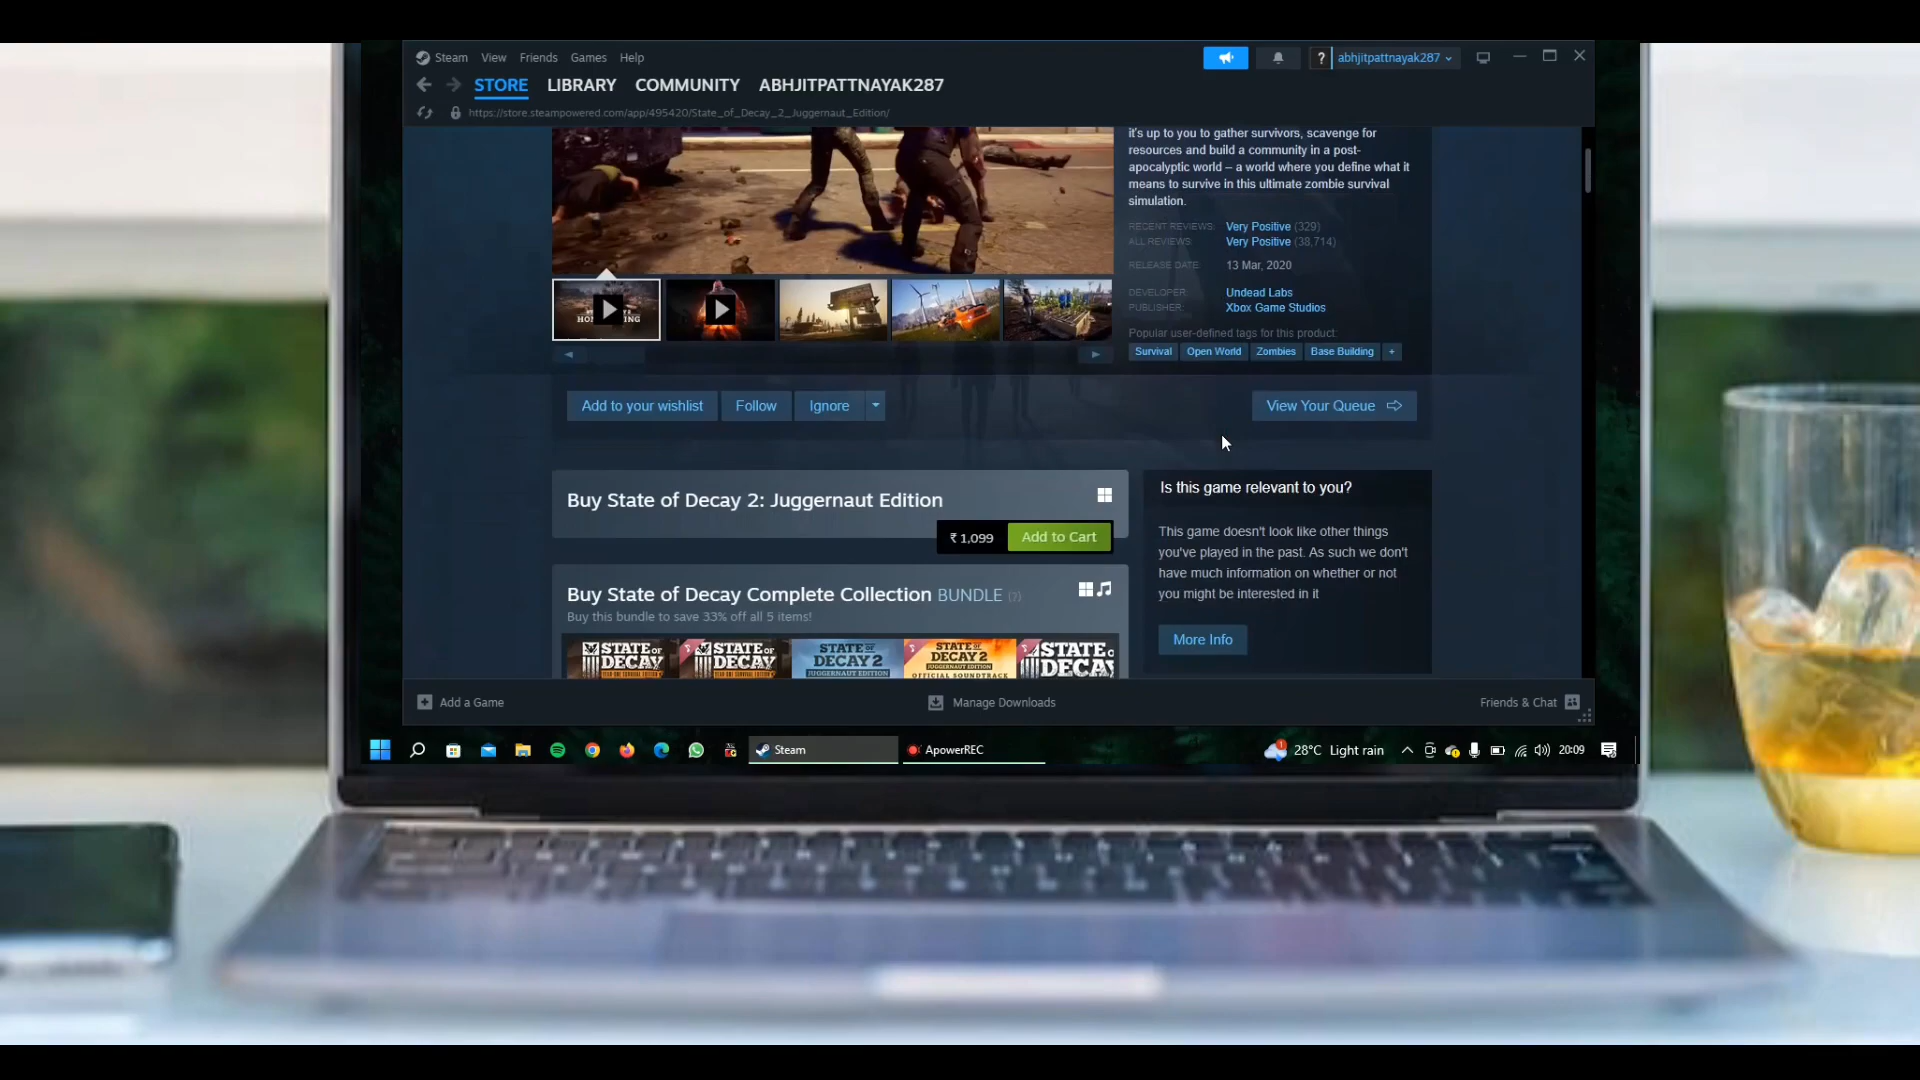 Steam View Friends Games Help
? abhjitpattnayak287
STORE LIBRARY COMMUNITY ABHJITPATTNAYAK287
https://store.steampowered.com/app/495420/State_of_Decay_2_Juggernaut_Edition/
it's up to you to gather survivors, scavenge for
resources and build a community in a post-
apocalyptic world – a world where you define what it
means to survive in this ultimate zombie survival
simulation.
RECENT REVIEWS: Very Positive (329)
ALL REVIEWS: Very Positive (38,714)
RELEASE DATE: 13 Mar, 2020
DEVELOPER: Undead Labs
PUBLISHER: Xbox Game Studios
Popular user-defined tags for this product:
Survival Open World Zombies Base Building +
Add to your wishlist Follow Ignore View Your Queue
Buy State of Decay 2: Juggernaut Edition
₹ 1,099 Add to Cart
Buy State of Decay Complete Collection BUNDLE (?)
Buy this bundle to save 33% off all 5 items!
STATE OF DECAY
STATE OF DECAY
STATE OF DECAY 2 JUGGERNAUT EDITION
STATE OF DECAY 2 JUGGERNAUT EDITION OFFICIAL SOUNDTRACK
STATE DECAY
Is this game relevant to you?
This game doesn't look like other things
you've played in the past. As such we don't
have much information on whether or not
you might be interested in it
More Info
Add a Game Manage Downloads Friends & Chat
Steam ApowerREC 1 28°C Light rain 20:09